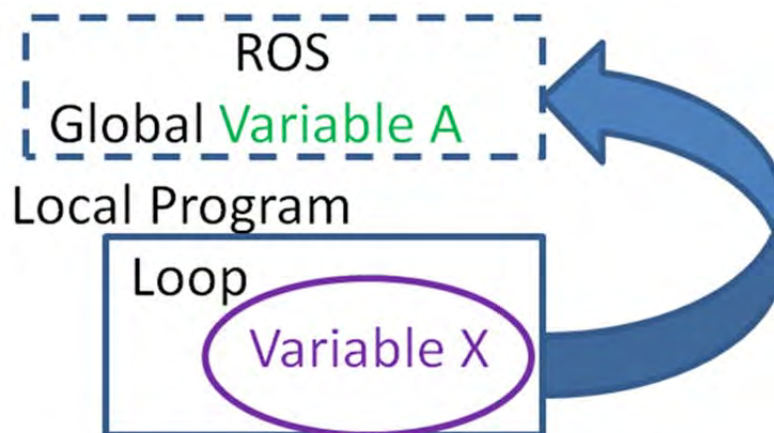 ROS
Global Variable A
Local Program
Loop
Variable X